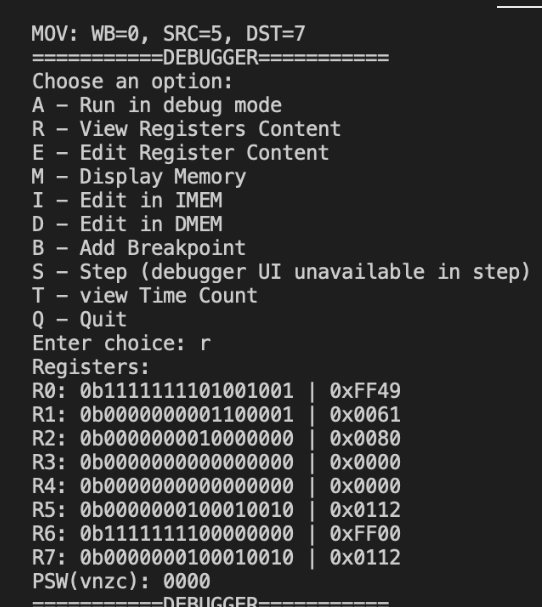 MOV: WB=0, SRC=5, DST=7
===========DEBUGGER===========
Choose an option:
A – Run in debug mode
R – View Registers Content
E – Edit Register Content
M – Display Memory
I – Edit in IMEM
D – Edit in DMEM
B – Add Breakpoint
S – Step (debugger UI unavailable in step)
T – view Time Count
Q – Quit
Enter choice: r
Registers:
R0: 0b1111111101001001 | 0xFF49
R1: 0b0000000001100001 | 0x0061
R2: 0b0000000010000000 | 0x0080
R3: 0b0000000000000000 | 0x0000
R4: 0b0000000000000000 | 0x0000
R5: 0b0000000100010010 | 0x0112
R6: 0b1111111100000000 | 0xFF00
R7: 0b0000000100010010 | 0x0112
PSW(vnzc): 0000
===========DEBUGGER===========